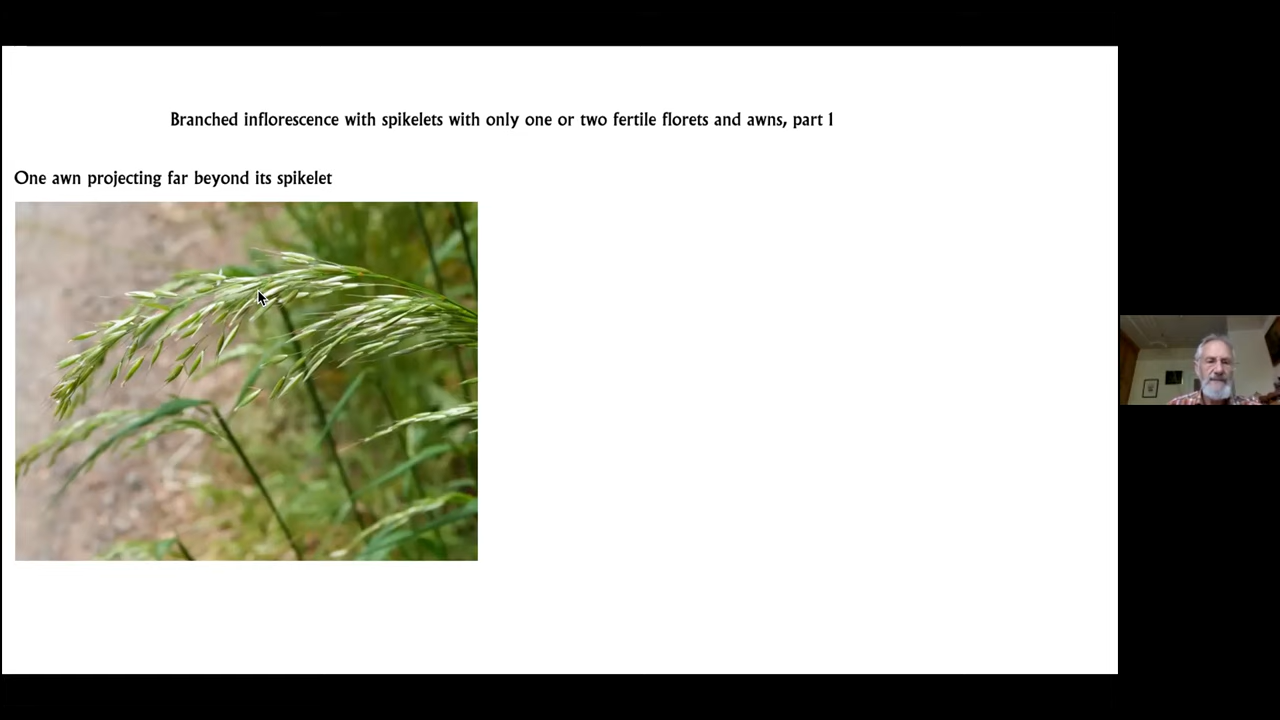 Branched inflorescence with spikelets with only one or two fertile florets and awns, part 1
One awn projecting far beyond its spikelet